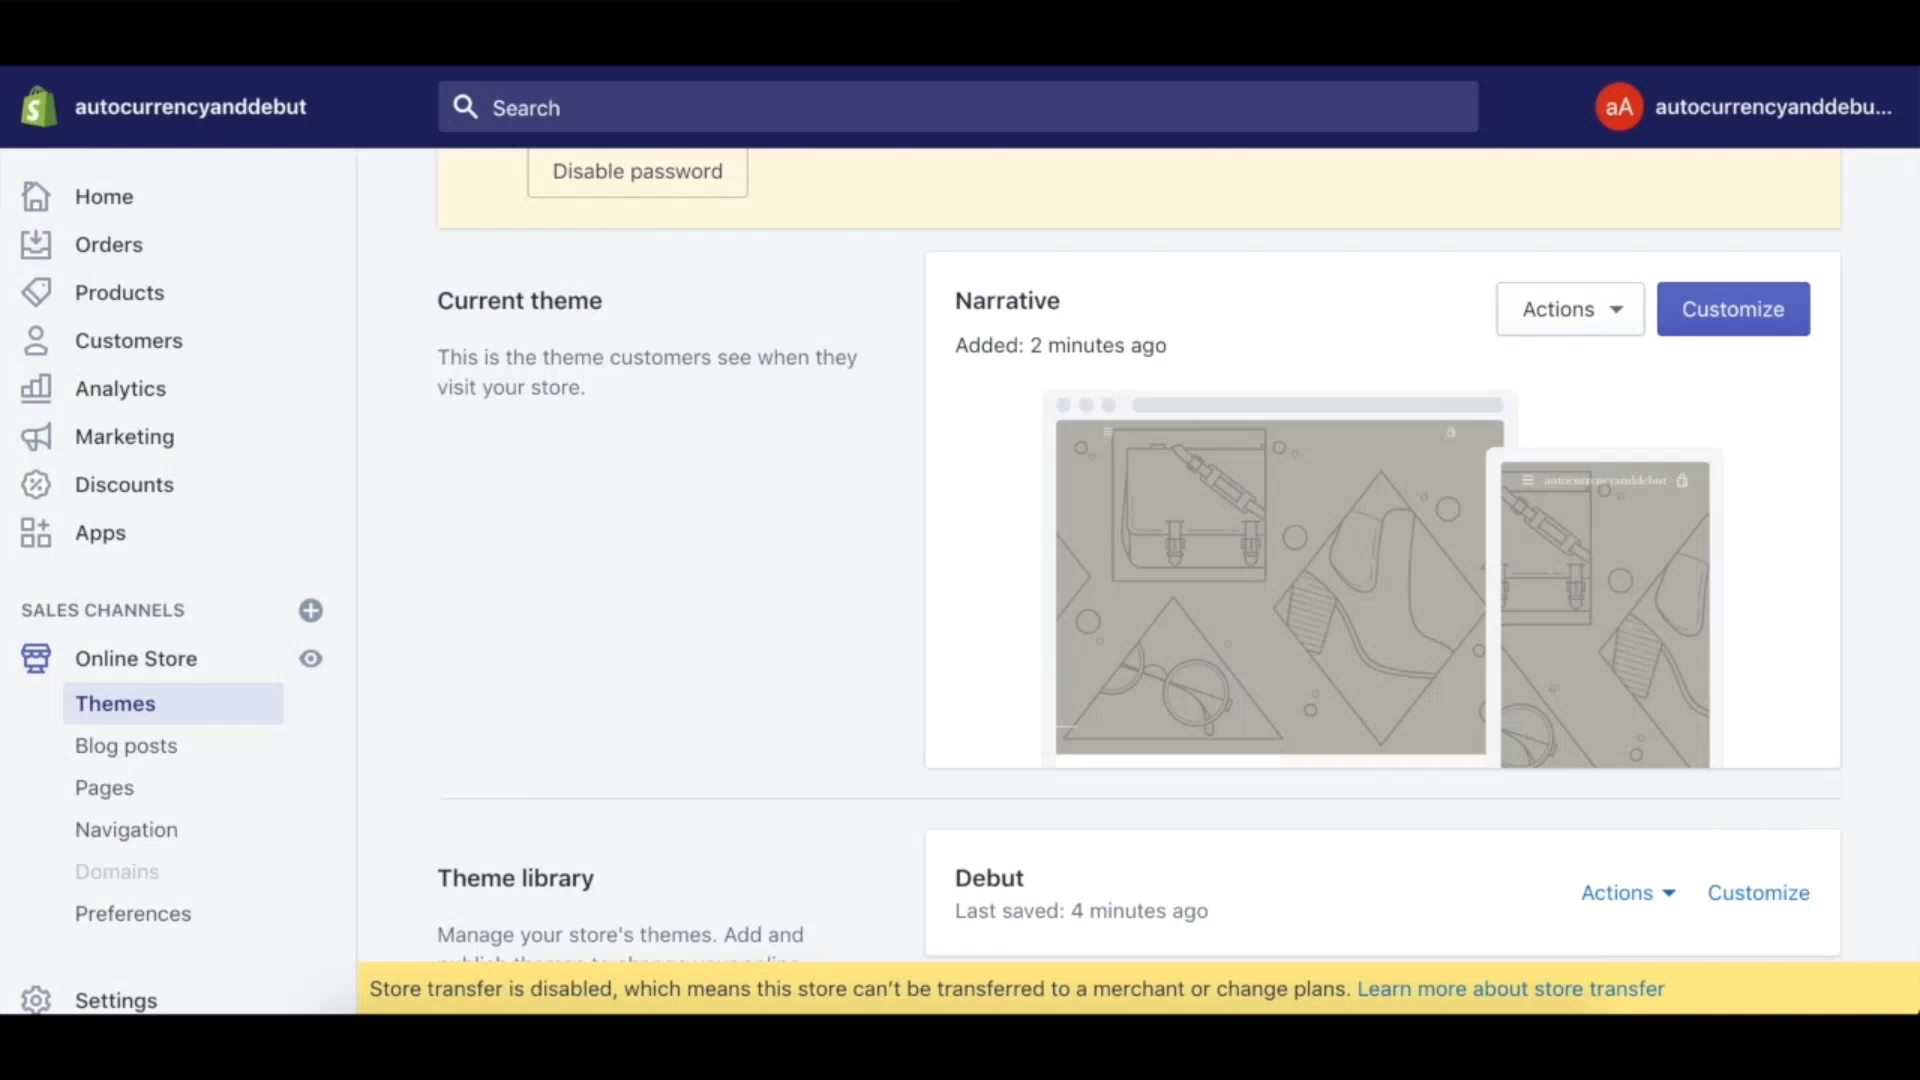 autocurrencyanddebut
Search
aA
autocurrencyanddebu...
Home
Orders
Products
Customers
Analytics
Marketing
Discounts
Apps
SALES CHANNELS
Online Store
Themes
Blog posts
Pages
Navigation
Domains
Preferences
Settings
Disable password
Current theme
This is the theme customers see when they
visit your store.
Narrative
Added: 2 minutes ago
Actions
Customize
autocurrencyanddebut
Theme library
Manage your store's themes. Add and
Debut
Last saved: 4 minutes ago
Actions
Customize
Store transfer is disabled, which means this store can’t be transferred to a merchant or change plans. Learn more about store transfer